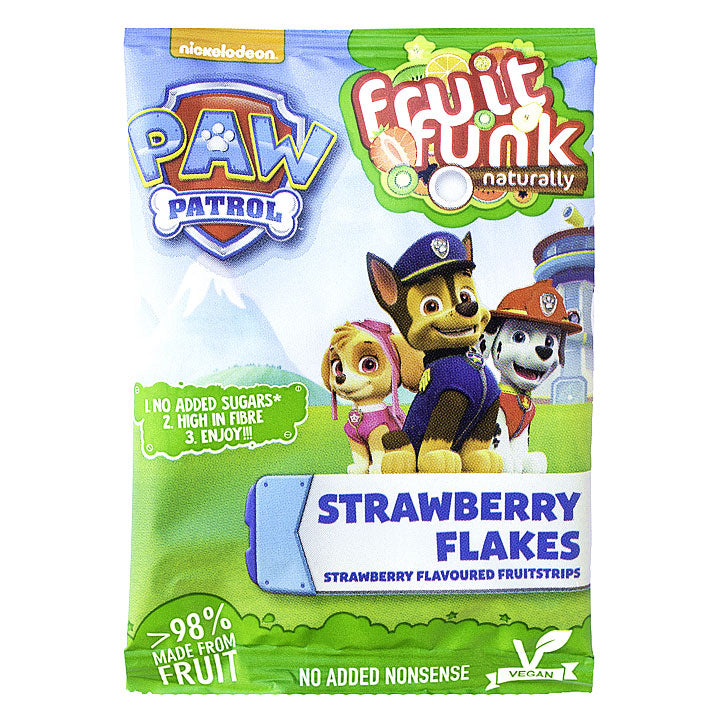 nickelodeon
PAW
PATROL
fruit
funk
naturally
1. NO ADDED SUGARS*
2. HIGH IN FIBRE
3. ENJOY!!!
STRAWBERRY
FLAKES
STRAWBERRY FLAVOURED FRUITSTRIPS
>98%
MADE FROM
FRUIT
NO ADDED NONSENSE
V
VEGAN